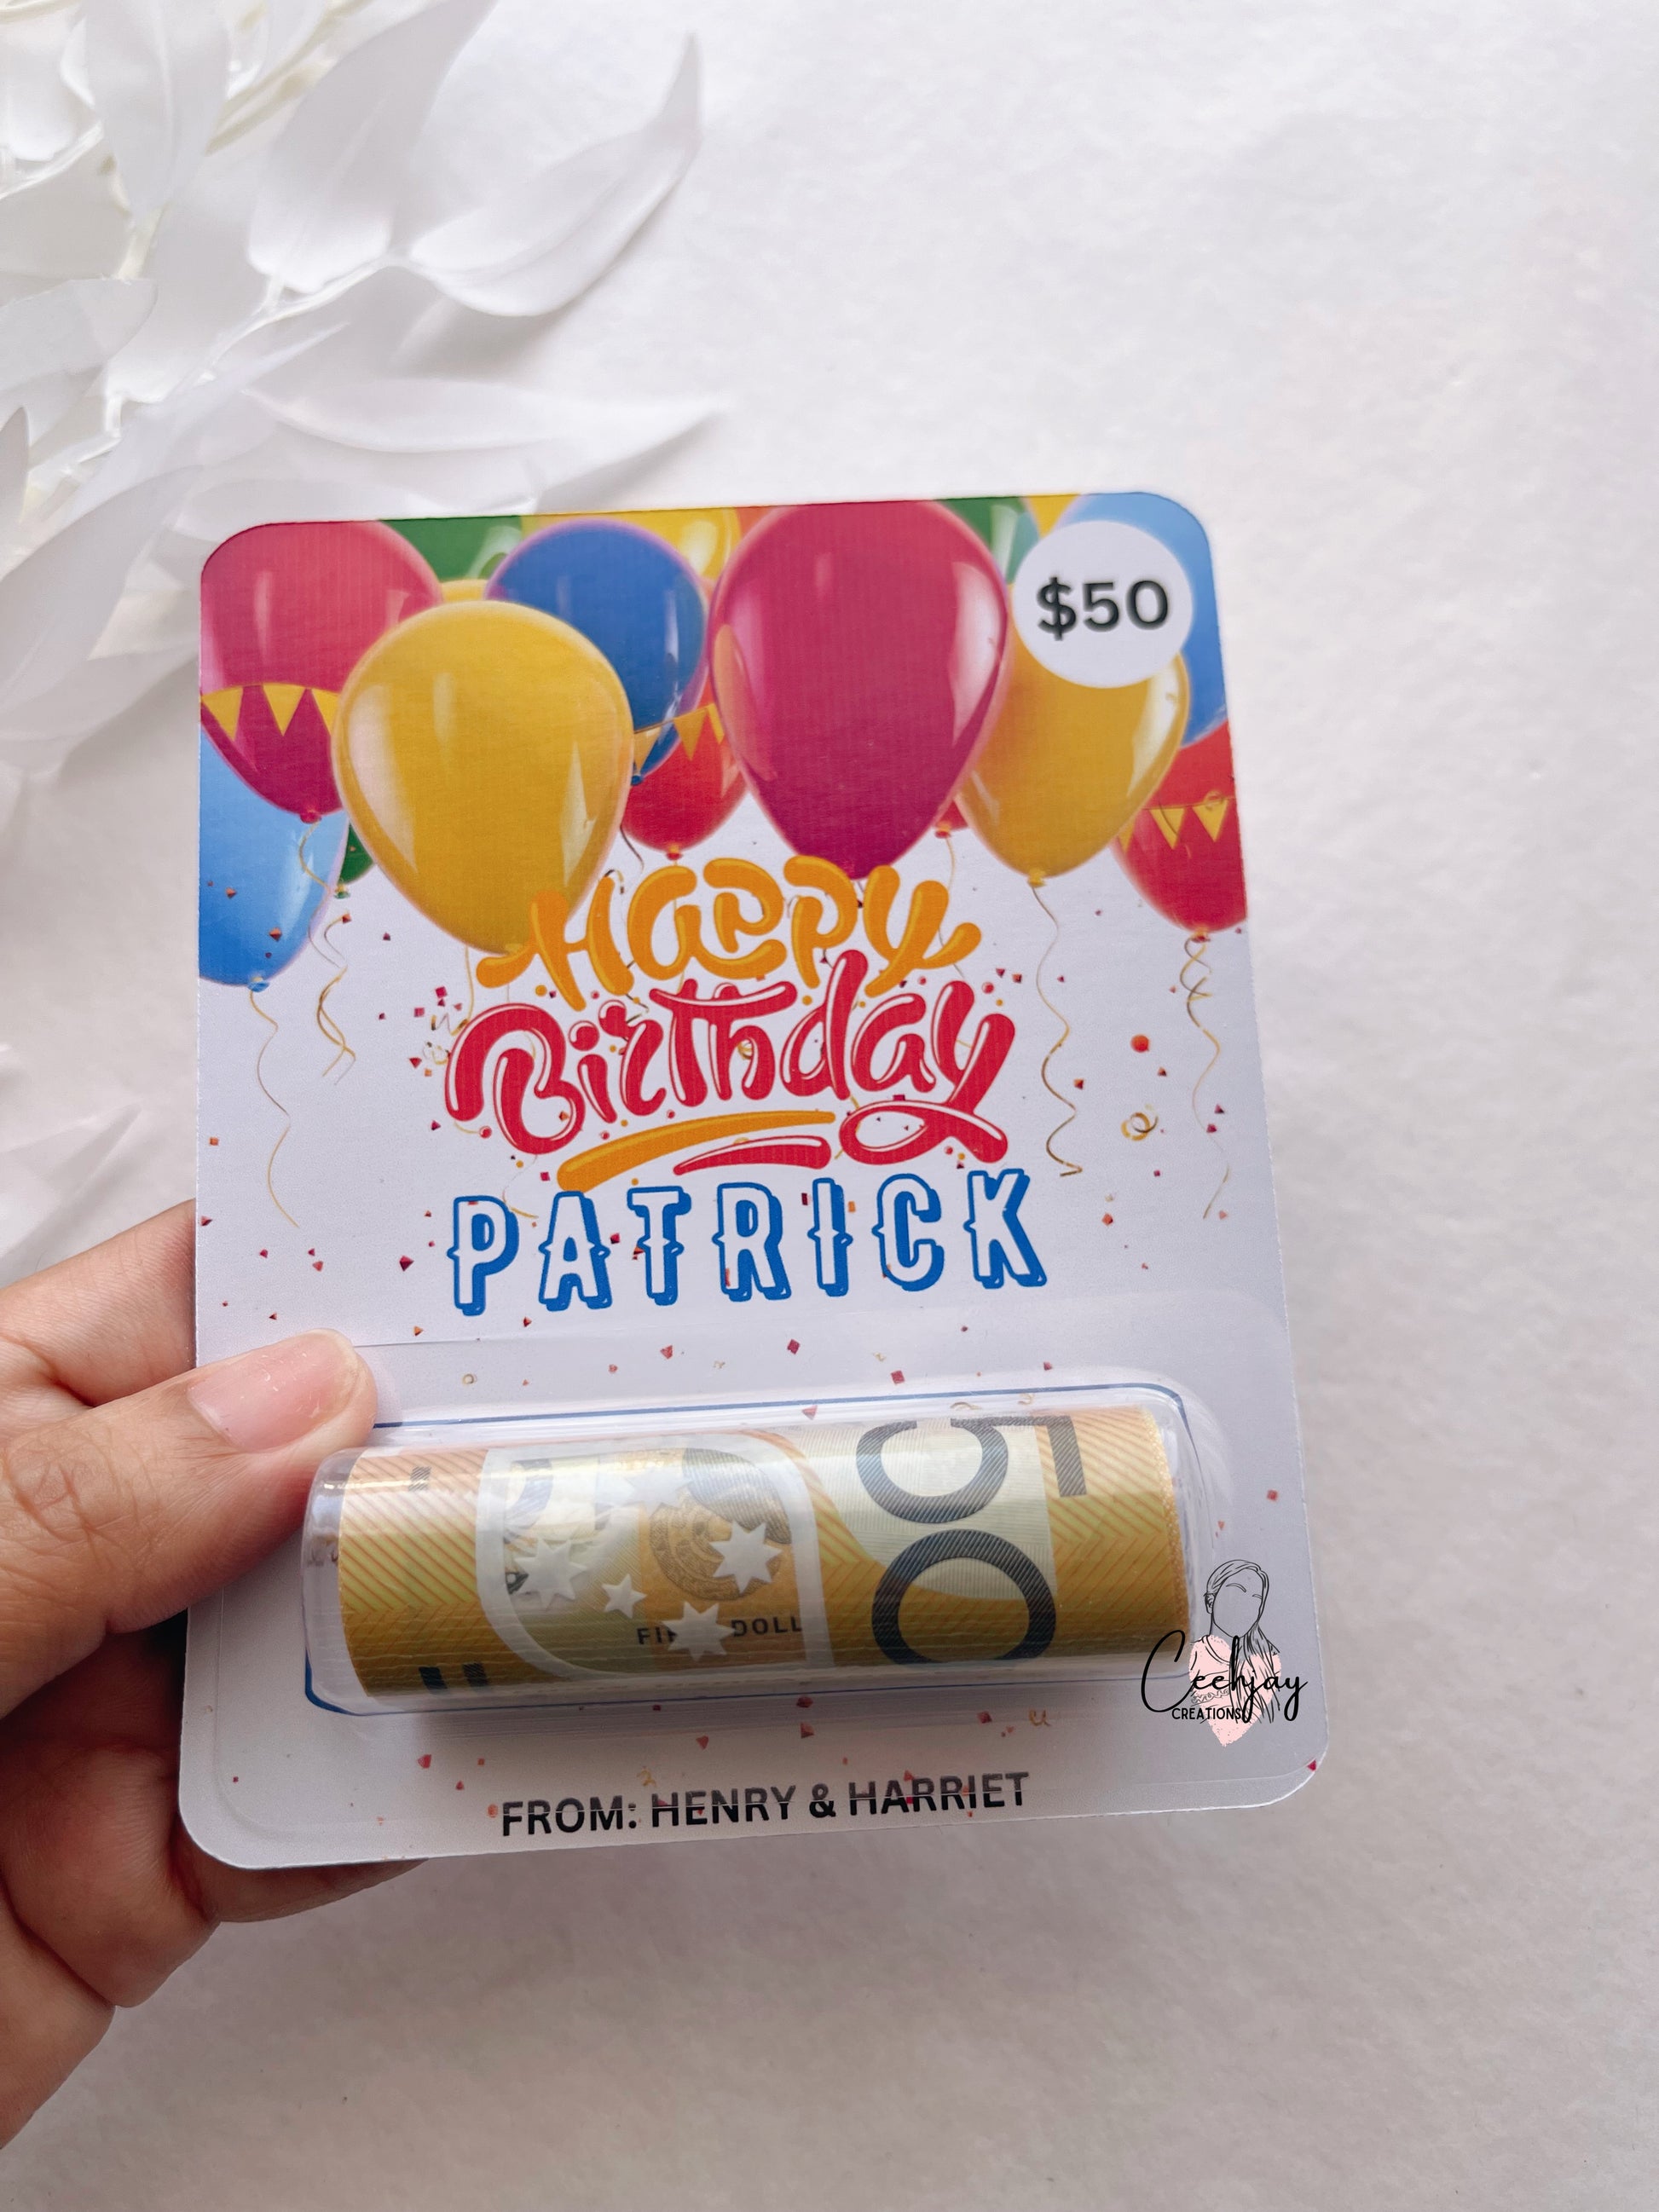 $50
Happy
Birthday
PATRICK
50
DOLL
Ceehjay
CREATIONS
FROM: HENRY & HARRIET